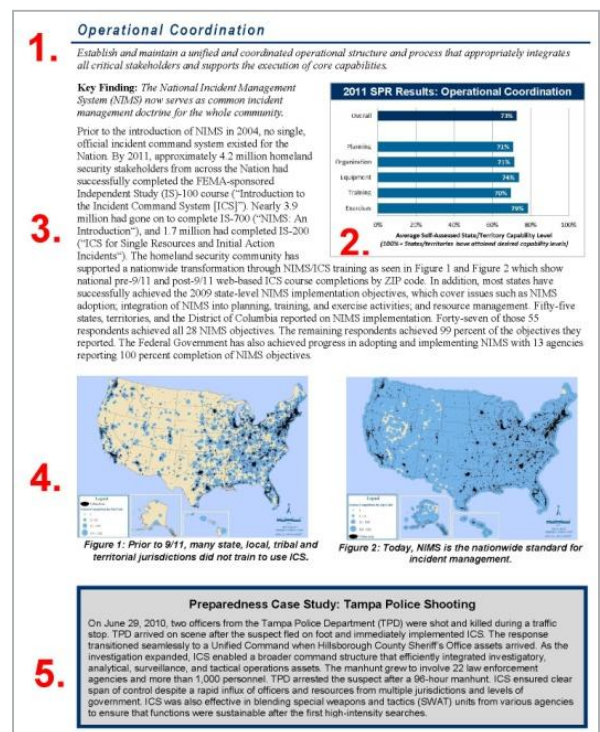 1.
Operational Coordination
Establish and maintain a unified and coordinated operational structure and process that appropriately integrates
all critical stakeholders and supports the execution of core capabilities.
Key Finding: The National Incident Management
System (NIMS) now serves as common incident
management doctrine for the whole community.
3.
Prior to the introduction of NIMS in 2004, no single,
official incident command system existed for the
Nation. By 2011, approximately 4.2 million homeland
security stakeholders from across the Nation had
successfully completed the FEMA-sponsored
Independent Study (IS)-100 course ("Introduction to
the Incident Command System [ICS]"). Nearly 3.9
million had gone on to complete IS-700 ("NIMS: An
Introduction"), and 1.7 million had completed IS-200
("ICS for Single Resources and Initial Action
Incidents"). The homeland security community has
2011 SPR Results: Operational Coordination
Overall 73%
Planning 71%
Organization 71%
Equipment 74%
Training 70%
Exercises 79%
0% 20% 40% 60% 80% 100%
2.
Average Self-Assessed State/Territory Capability Level
(100% = States/territories have attained desired capability levels)
supported a nationwide transformation through NIMS/ICS training as seen in Figure 1 and Figure 2 which show
national pre-9/11 and post-9/11 web-based ICS course completions by ZIP code. In addition, most states have
successfully achieved the 2009 state-level NIMS implementation objectives, which cover issues such as NIMS
adoption; integration of NIMS into planning, training, and exercise activities; and resource management. Fifty-five
states, territories, and the District of Columbia reported on NIMS implementation. Forty-seven of those 55
respondents achieved all 28 NIMS objectives. The remaining respondents achieved 99 percent of the objectives they
reported. The Federal Government has also achieved progress in adopting and implementing NIMS with 13 agencies
reporting 100 percent completion of NIMS objectives.
4.
Legend
Legend
Figure 1: Prior to 9/11, many state, local, tribal and
territorial jurisdictions did not train to use ICS.
Figure 2: Today, NIMS is the nationwide standard for
incident management.
5.
Preparedness Case Study: Tampa Police Shooting
On June 29, 2010, two officers from the Tampa Police Department (TPD) were shot and killed during a traffic
stop. TPD arrived on scene after the suspect fled on foot and immediately implemented ICS. The response
transitioned seamlessly to a Unified Command when Hillsborough County Sheriff's Office assets arrived. As the
investigation expanded, ICS enabled a broader command structure that efficiently integrated investigatory,
analytical, surveillance, and tactical operations assets. The manhunt grew to involve 22 law enforcement
agencies and more than 1,000 personnel. TPD arrested the suspect after a 96-hour manhunt. ICS ensured clear
span of control despite a rapid influx of officers and resources from multiple jurisdictions and levels of
government. ICS was also effective in blending special weapons and tactics (SWAT) units from various agencies
to ensure that functions were sustainable after the first high-intensity searches.